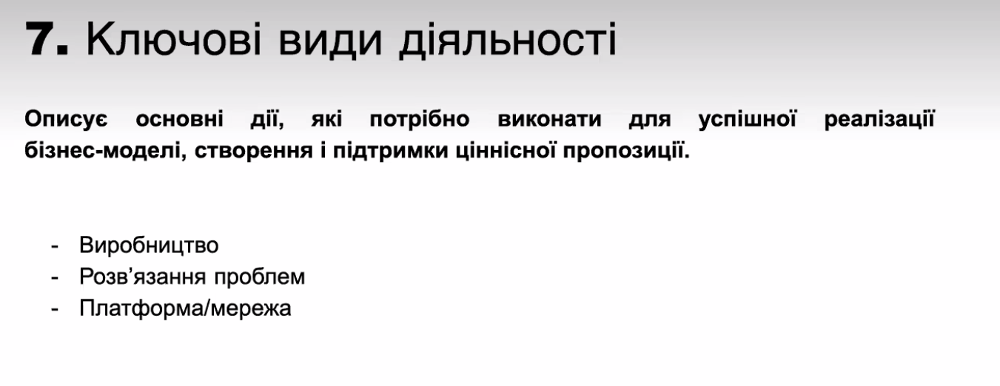 7. Ключові види діяльності
Описує основні дії, які потрібно виконати для успішної реалізації
бізнес-моделі, створення і підтримки ціннісної пропозиції.
- Виробництво
- Розв’язання проблем
- Платформа/мережа